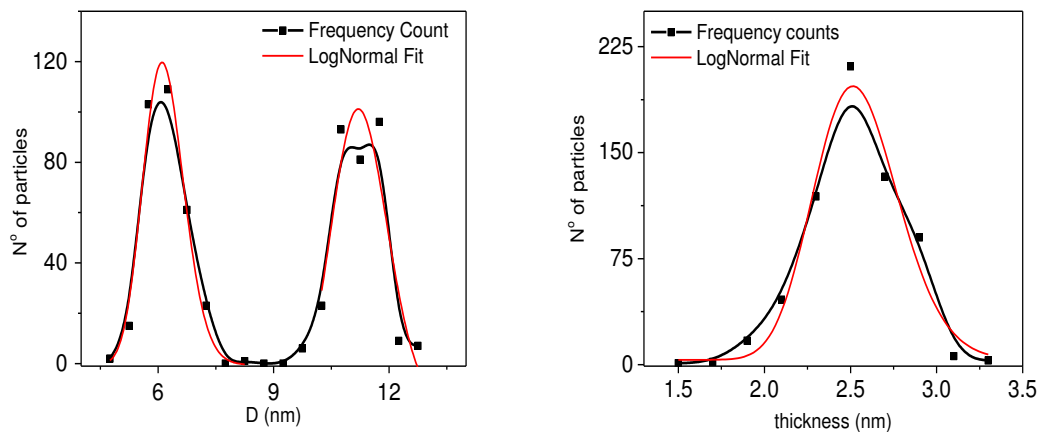 Frequency Count
LogNormal Fit
N° of particles
120
80
40
0
6
9
12
D (nm)
Frequency counts
LogNormal Fit
N° of particles
225
150
75
0
1.5
2.0
2.5
3.0
3.5
thickness (nm)